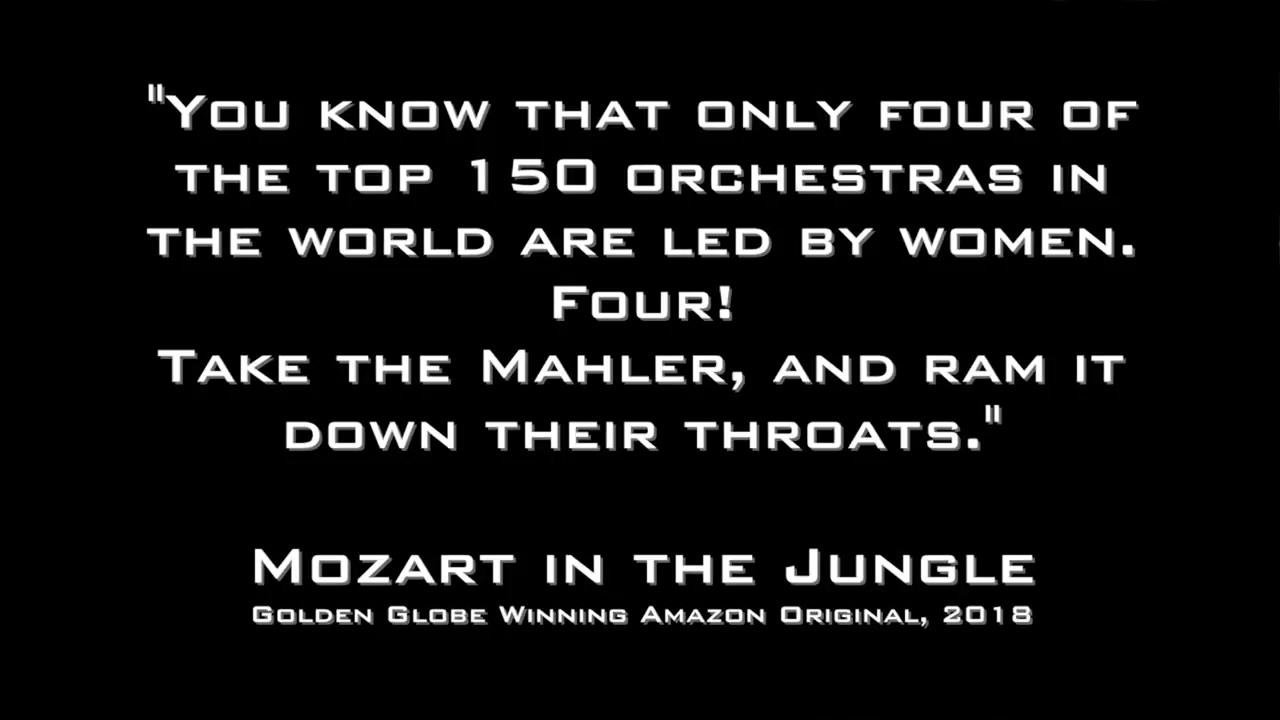 "You know that only four of
the top 150 orchestras in
the world are led by women.
Four!
Take the Mahler, and ram it
down their throats."
Mozart in the Jungle
Golden Globe Winning Amazon Original, 2018